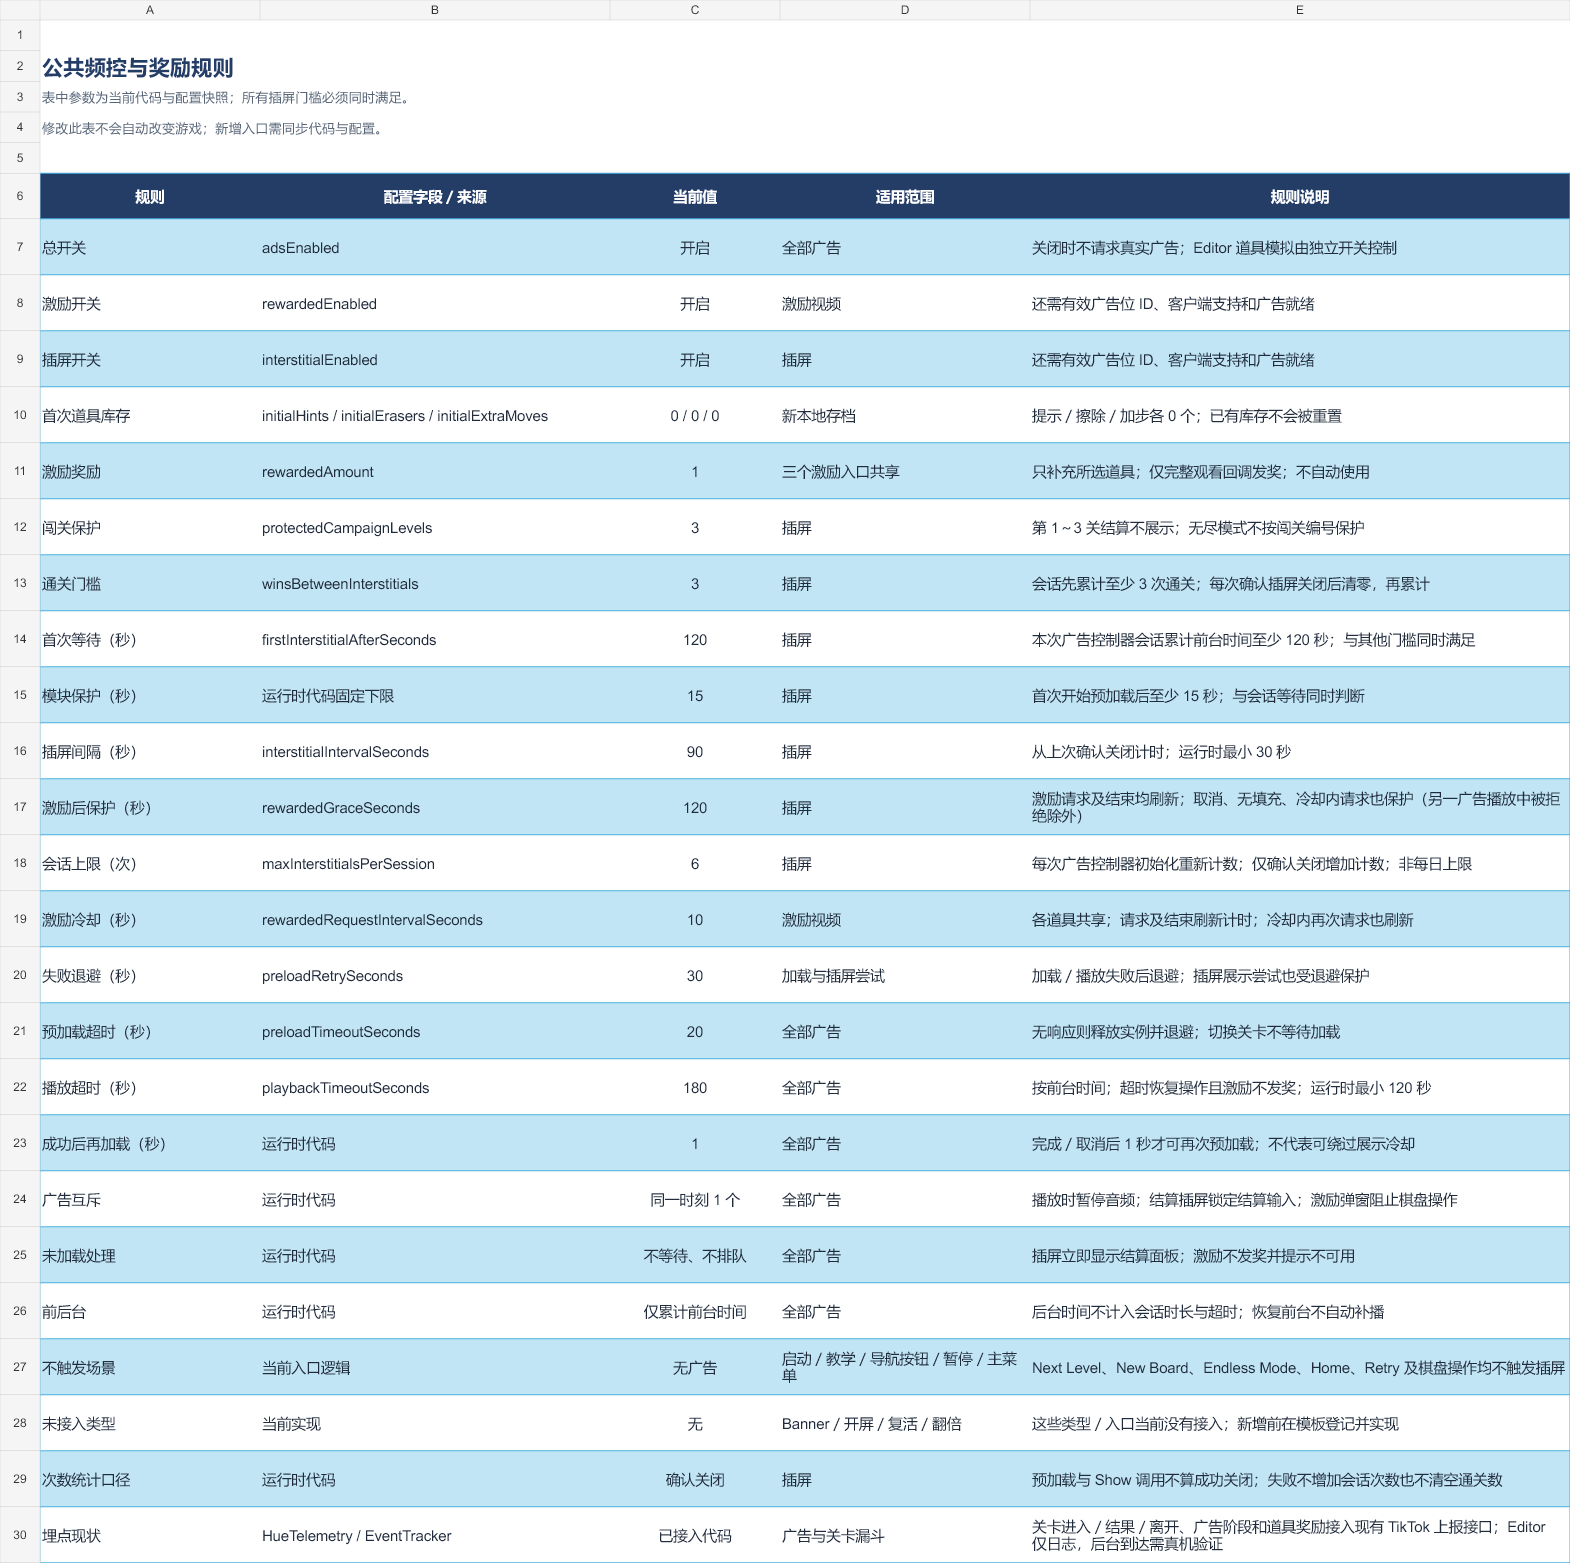 A B C D E
1
2 公共频控与奖励规则
3 表中参数为当前代码与配置快照；所有插屏门槛必须同时满足。
4 修改此表不会自动改变游戏；新增入口需同步代码与配置。
5
6 规则 配置字段 / 来源 当前值 适用范围 规则说明
7 总开关 adsEnabled 开启 全部广告 关闭时不请求真实广告；Editor 道具模拟由独立开关控制
8 激励开关 rewardedEnabled 开启 激励视频 还需有效广告位 ID、客户端支持和广告就绪
9 插屏开关 interstitialEnabled 开启 插屏 还需有效广告位 ID、客户端支持和广告就绪
10 首次道具库存 initialHints / initialErasers / initialExtraMoves 0 / 0 / 0 新本地存档 提示 / 擦除 / 加步各 0 个；已有库存不会被重置
11 激励奖励 rewardedAmount 1 三个激励入口共享 只补充所选道具；仅完整观看回调发奖；不自动使用
12 闯关保护 protectedCampaignLevels 3 插屏 第 1～3 关结算不展示；无尽模式不按闯关编号保护
13 通关门槛 winsBetweenInterstitials 3 插屏 会话先累计至少 3 次通关；每次确认插屏关闭后清零，再累计
14 首次等待（秒） firstInterstitialAfterSeconds 120 插屏 本次广告控制器会话累计前台时间至少 120 秒；与其他门槛同时满足
15 模块保护（秒） 运行时代码固定下限 15 插屏 首次开始预加载后至少 15 秒；与会话等待同时判断
16 插屏间隔（秒） interstitialIntervalSeconds 90 插屏 从上次确认关闭计时；运行时最小 30 秒
17 激励后保护（秒） rewardedGraceSeconds 120 插屏 激励请求及结束均刷新；取消、无填充、冷却内请求也保护（另一广告播放中被拒
绝除外）
18 会话上限（次） maxInterstitialsPerSession 6 插屏 每次广告控制器初始化重新计数；仅确认关闭增加计数；非每日上限
19 激励冷却（秒） rewardedRequestIntervalSeconds 10 激励视频 各道具共享；请求及结束刷新计时；冷却内再次请求也刷新
20 失败退避（秒） preloadRetrySeconds 30 加载与插屏尝试 加载 / 播放失败后退避；插屏展示尝试也受退避保护
21 预加载超时（秒） preloadTimeoutSeconds 20 全部广告 无响应则释放实例并退避；切换关卡不等待加载
22 播放超时（秒） playbackTimeoutSeconds 180 全部广告 按前台时间；超时恢复操作且激励不发奖；运行时最小 120 秒
23 成功后再加载（秒） 运行时代码 1 全部广告 完成 / 取消后 1 秒才可再次预加载；不代表可绕过展示冷却
24 广告互斥 运行时代码 同一时刻 1 个 全部广告 播放时暂停音频；结算插屏锁定结算输入；激励弹窗阻止棋盘操作
25 未加载处理 运行时代码 不等待、不排队 全部广告 插屏立即显示结算面板；激励不发奖并提示不可用
26 前后台 运行时代码 仅累计前台时间 全部广告 后台时间不计入会话时长与超时；恢复前台不自动补播
27 不触发场景 当前入口逻辑 无广告 启动 / 教学 / 导航按钮 / 暂停 / 主菜
单 Next Level、New Board、Endless Mode、Home、Retry 及棋盘操作均不触发插屏
28 未接入类型 当前实现 无 Banner / 开屏 / 复活 / 翻倍 这些类型 / 入口当前没有接入；新增前在模板登记并实现
29 次数统计口径 运行时代码 确认关闭 插屏 预加载与 Show 调用不算成功关闭；失败不增加会话次数也不清空通关数
30 埋点现状 HueTelemetry / EventTracker 已接入代码 广告与关卡漏斗 关卡进入 / 结果 / 离开、广告阶段和道具奖励接入现有 TikTok 上报接口；Editor
仅日志，后台到达需真机验证